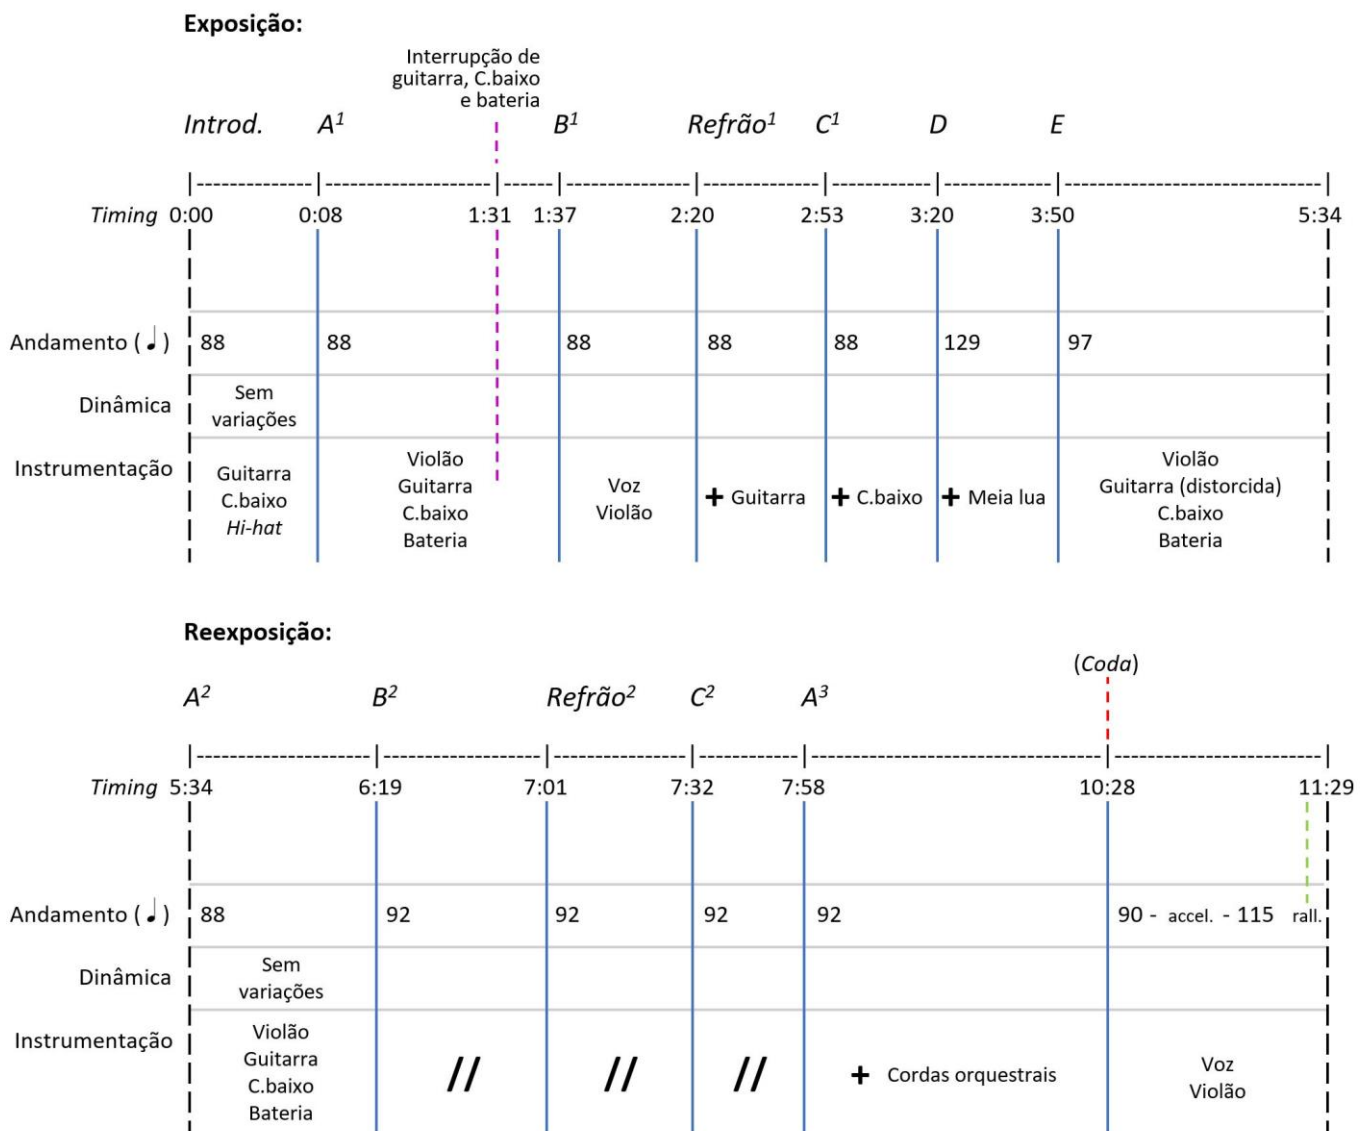 Exposição:
Interrupção de
guitarra, C.baixo
e bateria
Introd. A¹ B¹ Refrão¹ C¹ D E
Timing 0:00 0:08 1:31 1:37 2:20 2:53 3:20 3:50 5:34
Andamento (♩) 88 88 88 88 88 129 97
Dinâmica
Sem
variações
Instrumentação
Guitarra
C.baixo
Hi-hat
Violão
Guitarra
C.baixo
Bateria
Voz
Violão
+ Guitarra
+ C.baixo
+ Meia lua
Violão
Guitarra (distorcida)
C.baixo
Bateria
Reexposição:
(Coda)
A² B² Refrão² C² A³
Timing 5:34 6:19 7:01 7:32 7:58 10:28 11:29
Andamento (♩) 88 92 92 92 92 90 - accel. - 115 rall.
Dinâmica
Sem
variações
Instrumentação
Violão
Guitarra
C.baixo
Bateria
// // //
+ Cordas orquestrais
Voz
Violão